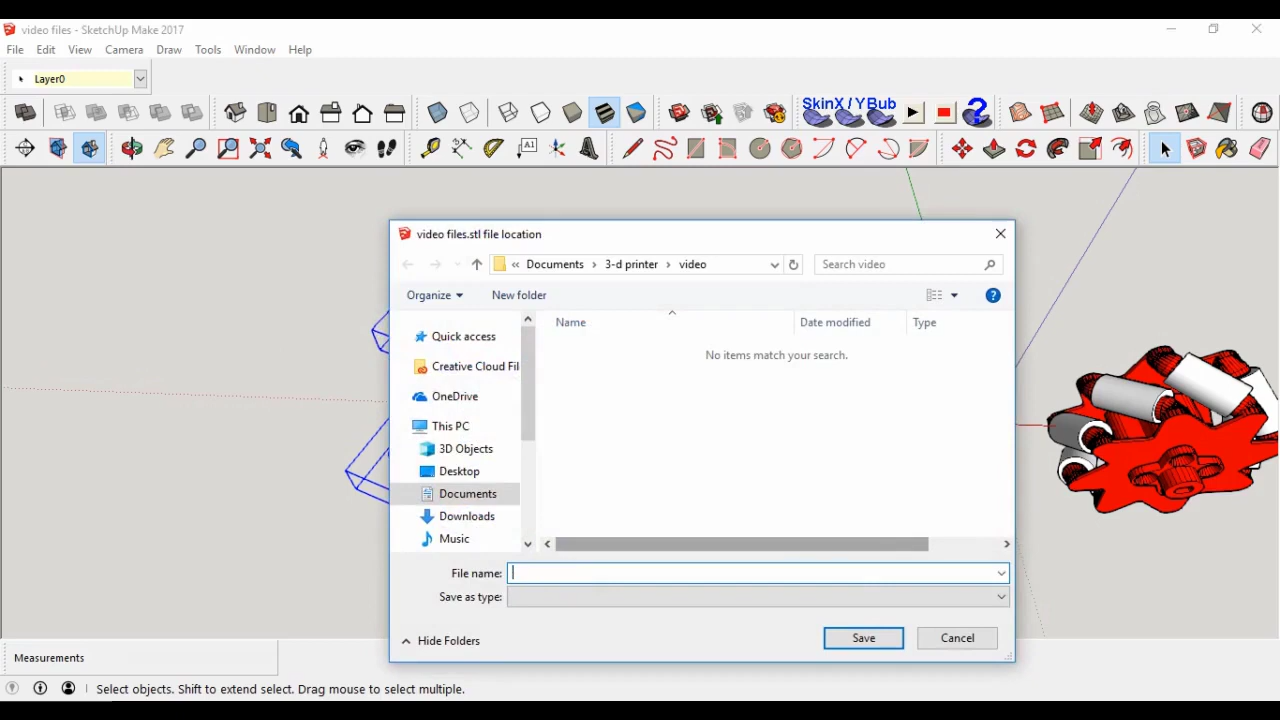 video files - SketchUp Make 2017
File Edit View Camera Draw Tools Window Help
Layer0
SkinX / YBub
A1
video files.stl file location
« Documents › 3-d printer › video
Search video
Organize
New folder
Name
Date modified
Type
No items match your search.
Quick access
Creative Cloud Fil
OneDrive
This PC
3D Objects
Desktop
Documents
Downloads
Music
File name:
Save as type:
Hide Folders
Save
Cancel
Measurements
Select objects. Shift to extend select. Drag mouse to select multiple.